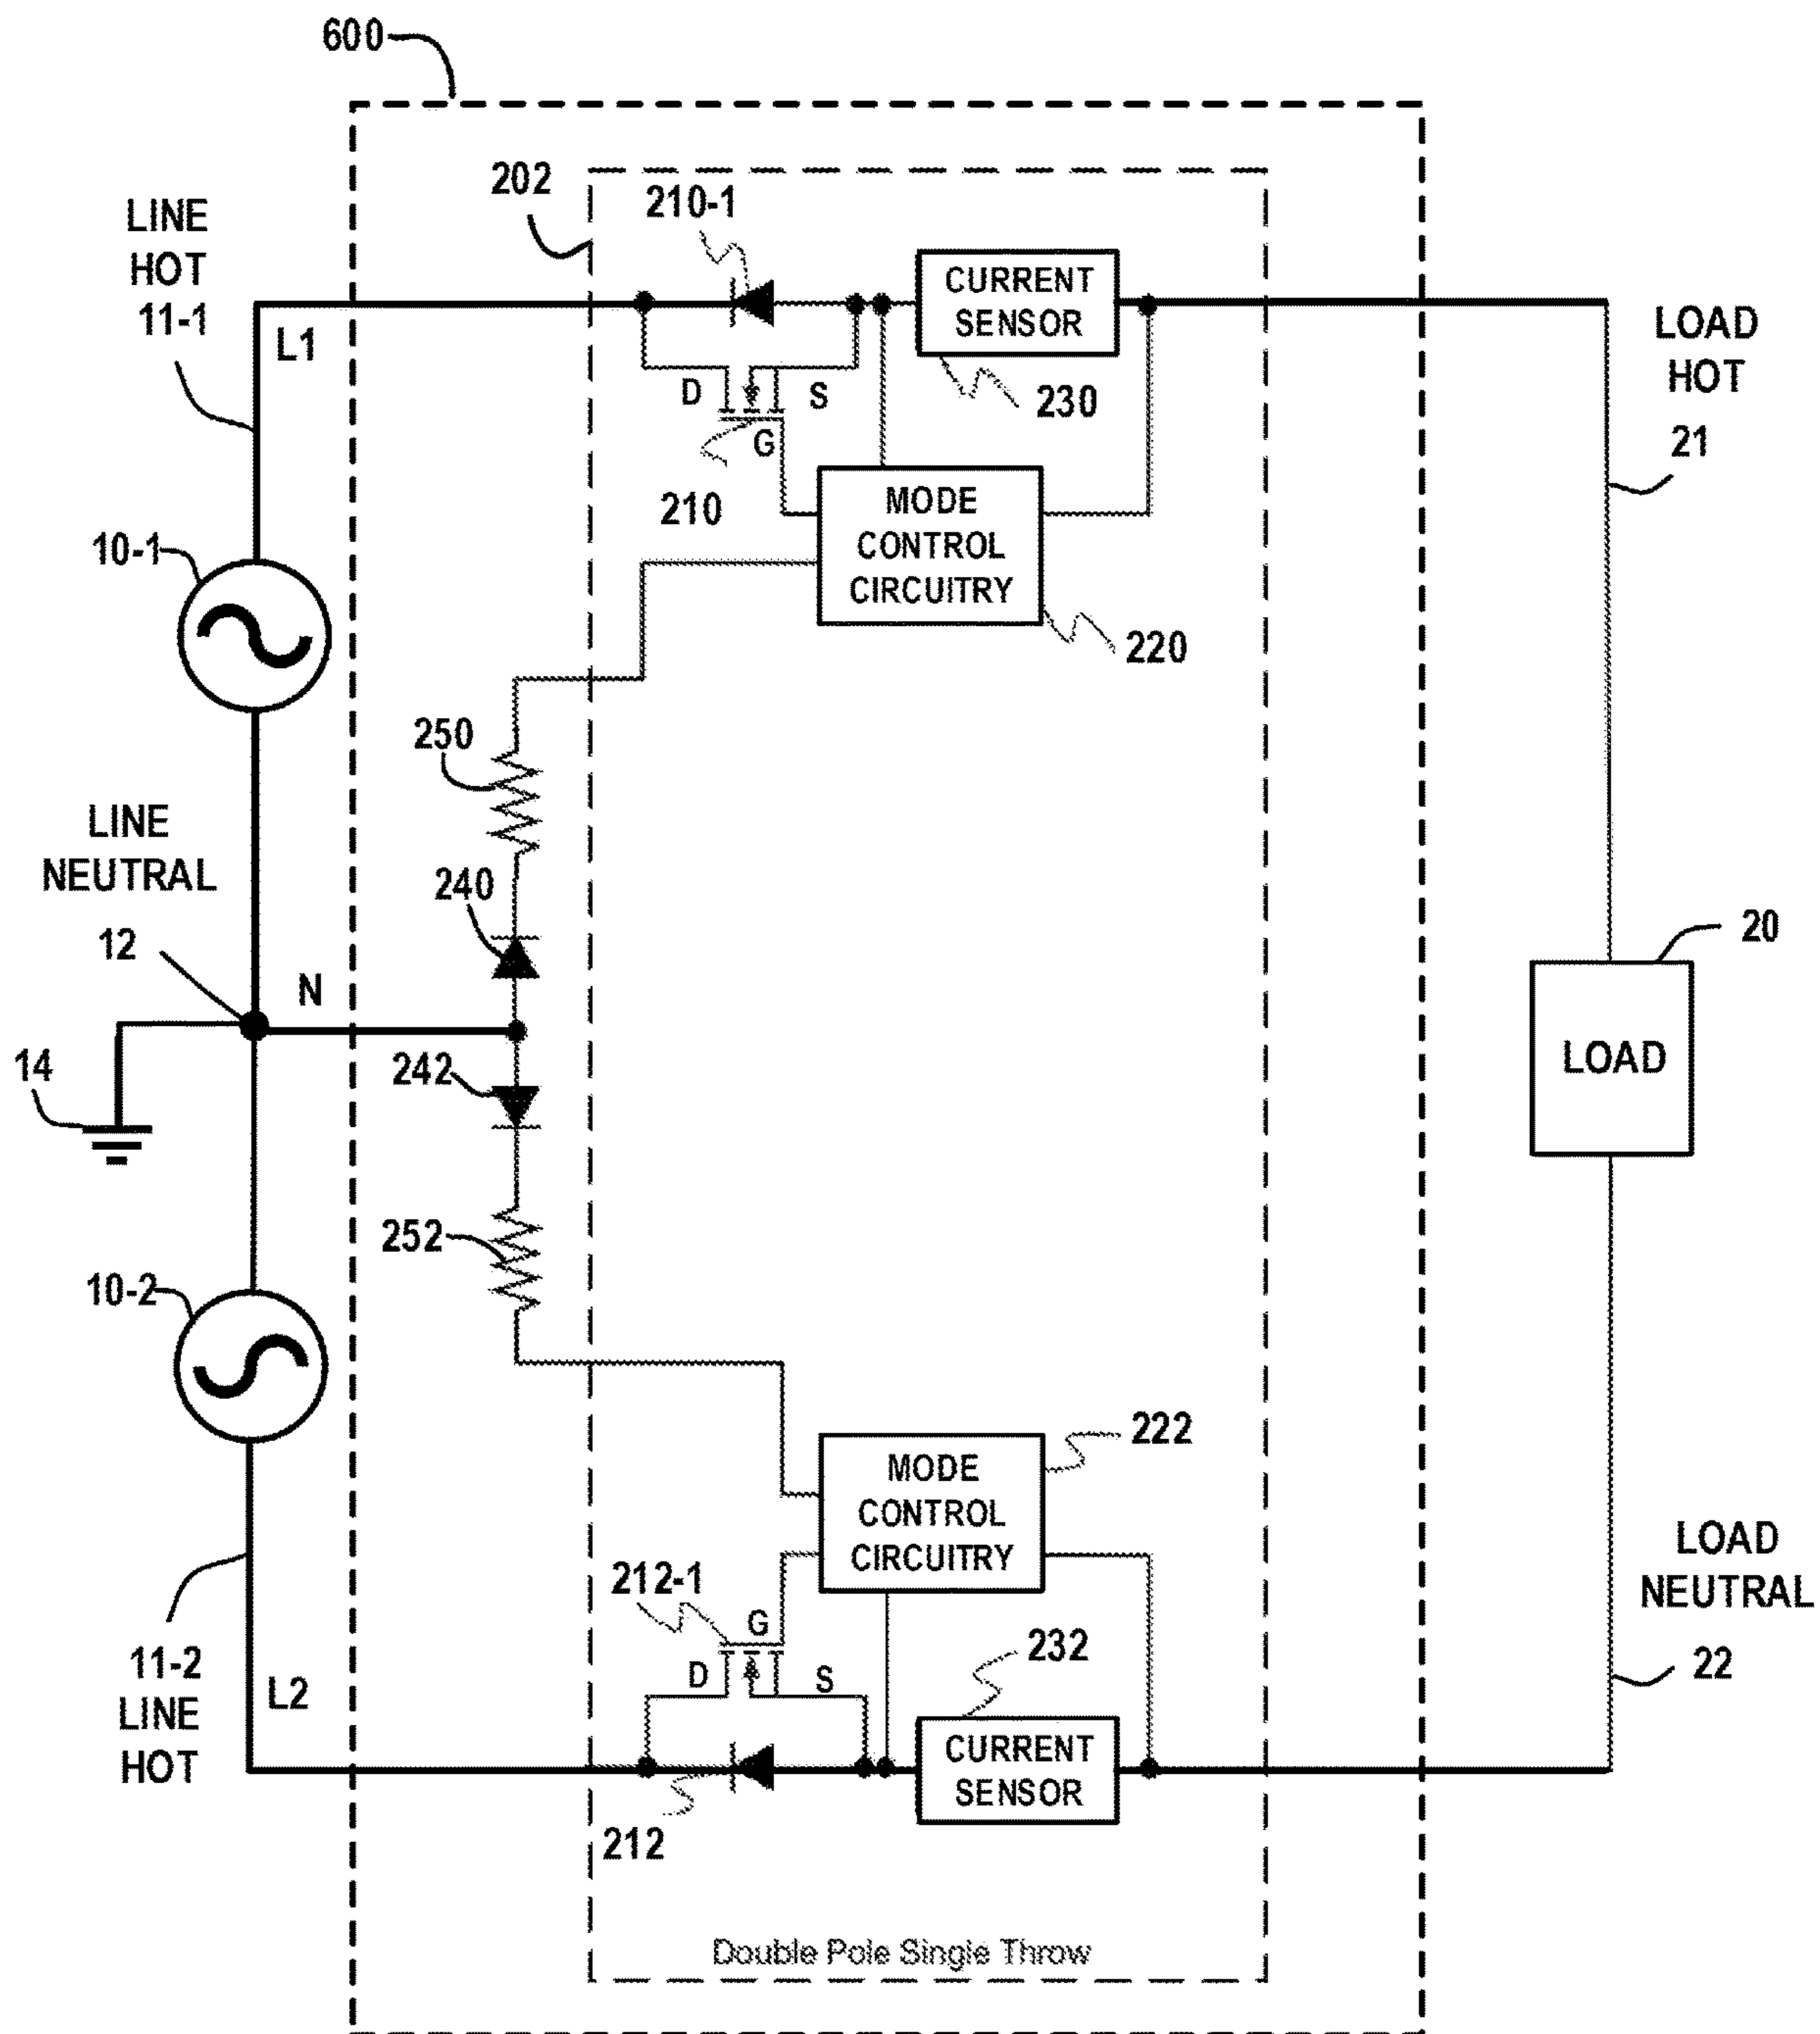 600
202
210-1
LINE
HOT
11-1
L1
CURRENT
SENSOR
LOAD
HOT
21
D
S
G
230
210
MODE
CONTROL
CIRCUITRY
220
10-1
250
LINE
NEUTRAL
12
240
N
20
LOAD
14
242
252
10-2
222
MODE
CONTROL
CIRCUITRY
212-1
G
D
S
232
LOAD
NEUTRAL
22
11-2
LINE
HOT
L2
CURRENT
SENSOR
212
Double Pole Single Throw